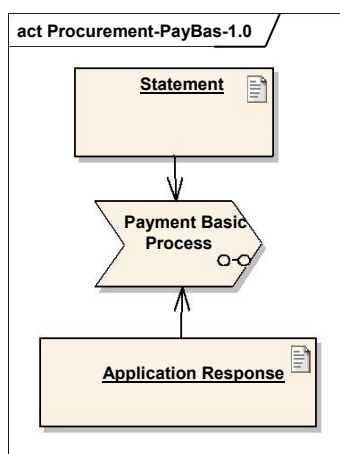 act Procurement-PayBas-1.0
Statement
Payment Basic
Process
Application Response